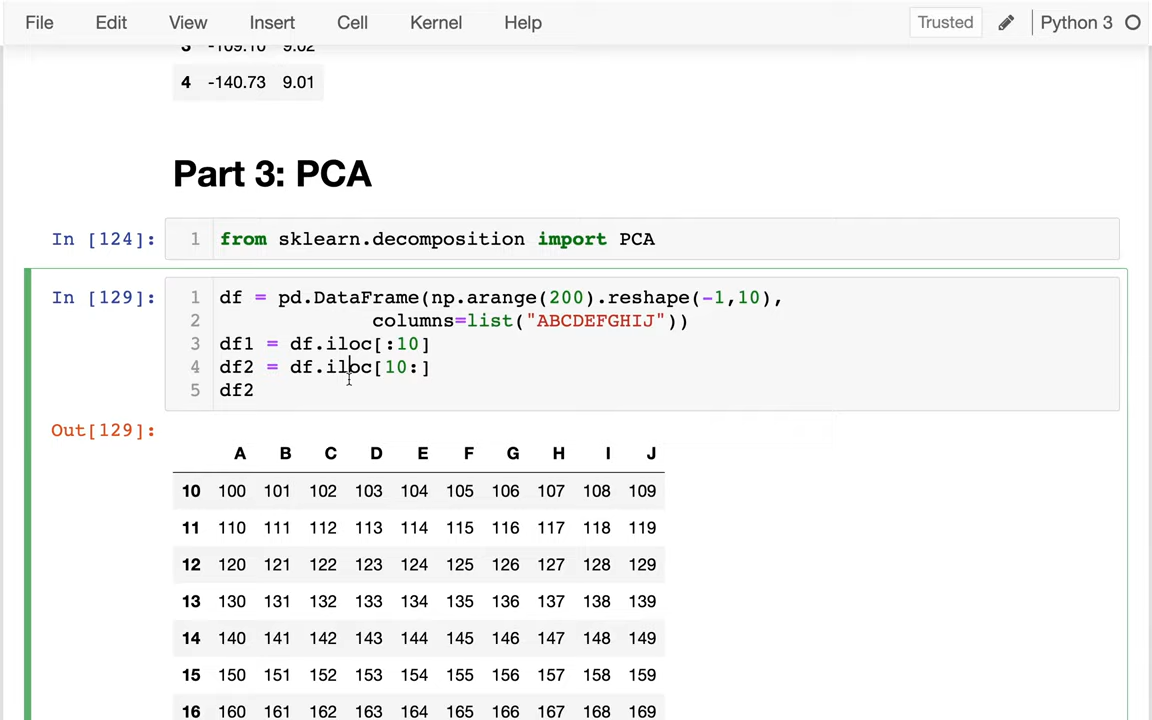 File Edit View Insert Cell Kernel Help Trusted Python 3
3 -109.10 9.02
4 -140.73 9.01
Part 3: PCA
In [124]: 1 from sklearn.decomposition import PCA
In [129]: 1 df = pd.DataFrame(np.arange(200).reshape(-1,10),
2 columns=list("ABCDEFGHIJ"))
3 df1 = df.iloc[:10]
4 df2 = df.iloc[10:]
5 df2
Out[129]:
A B C D E F G H I J
10 100 101 102 103 104 105 106 107 108 109
11 110 111 112 113 114 115 116 117 118 119
12 120 121 122 123 124 125 126 127 128 129
13 130 131 132 133 134 135 136 137 138 139
14 140 141 142 143 144 145 146 147 148 149
15 150 151 152 153 154 155 156 157 158 159
16 160 161 162 163 164 165 166 167 168 169